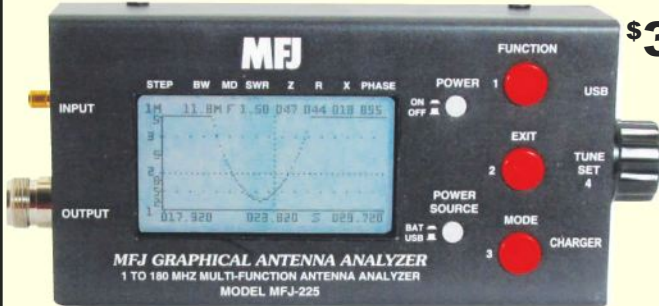 MFJ
$3
FUNCTION
1
USB
STEP BW MD SWR Z R X PHASE
POWER
ON
OFF
INPUT
1M 11.8M F 1.50 047 044 018 055
EXIT
2
TUNE
SET
4
POWER
SOURCE
BAT
USB
MODE
3
CHARGER
OUTPUT
3
2
1
017.920 023.820 S 029.720
MFJ GRAPHICAL ANTENNA ANALYZER
1 TO 180 MHZ MULTI-FUNCTION ANTENNA ANALYZER
MODEL MFJ-225